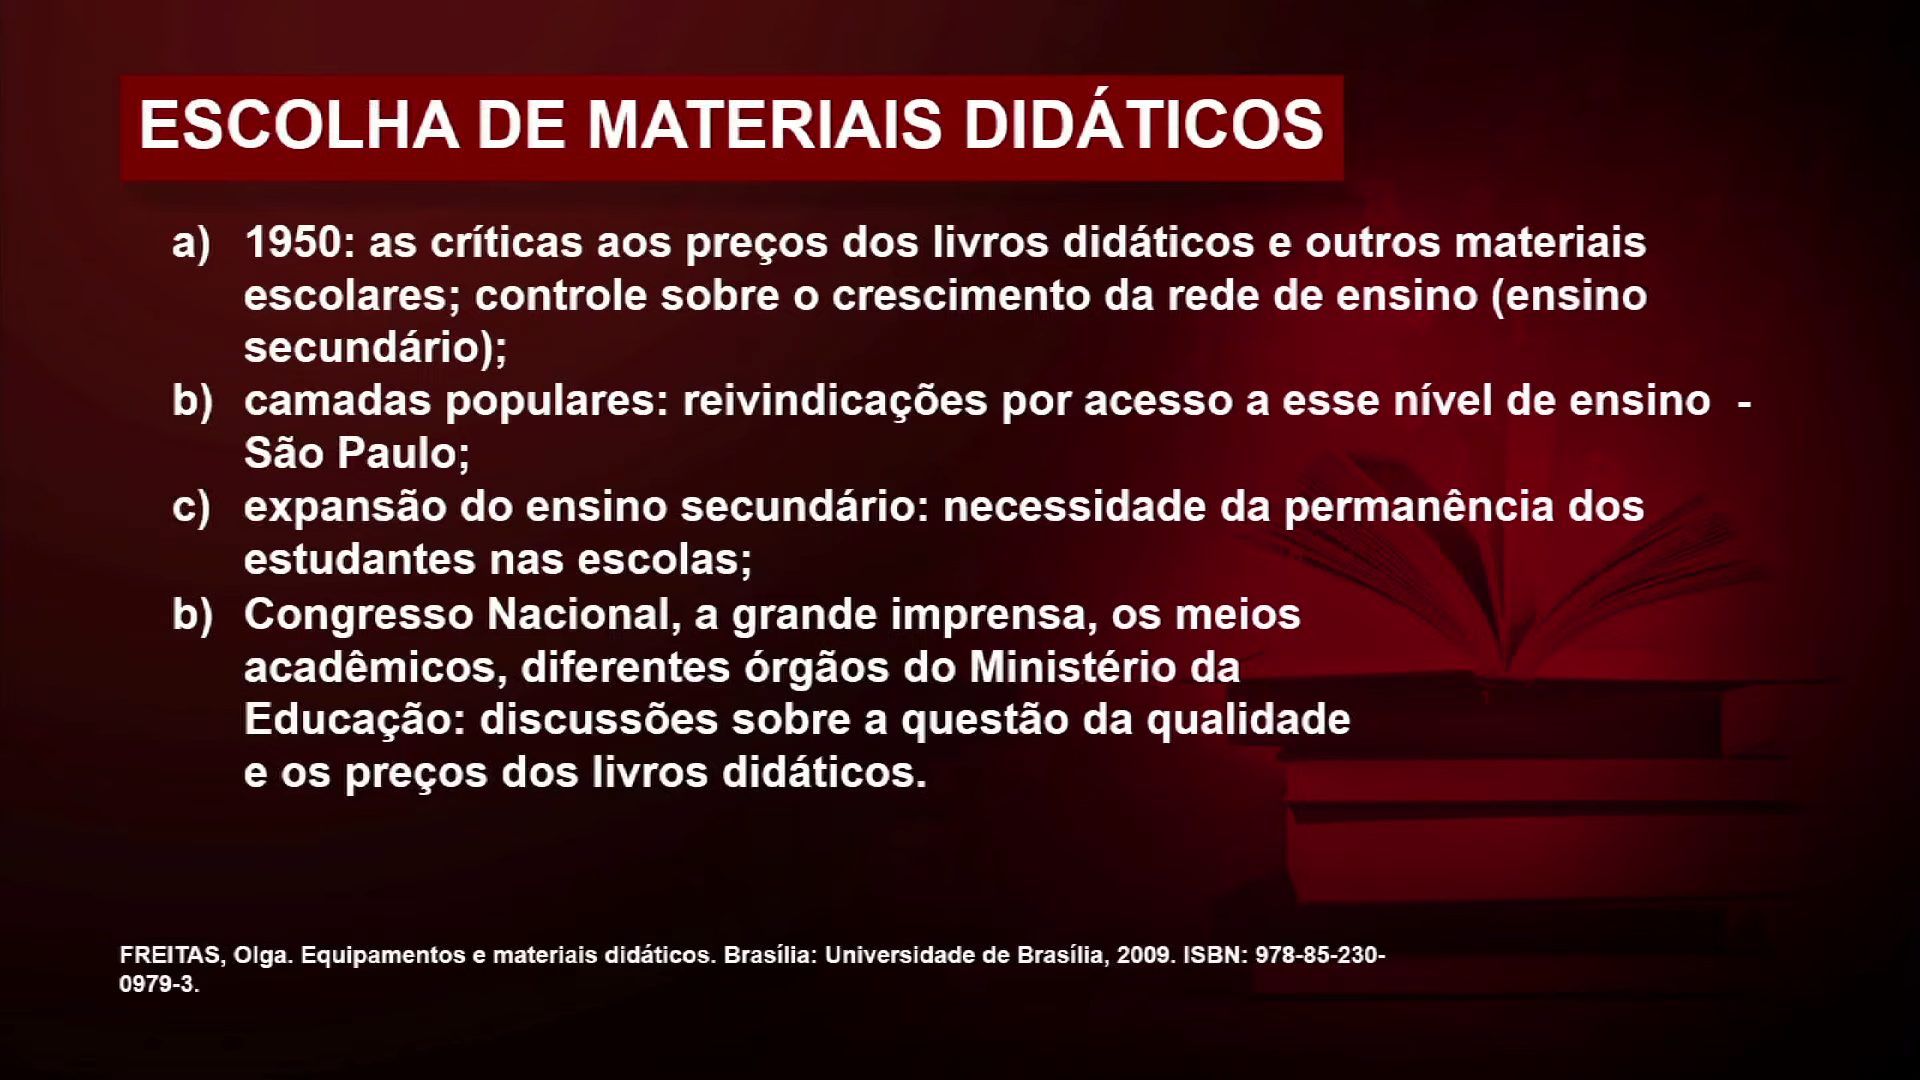 ESCOLHA DE MATERIAIS DIDÁTICOS
a) 1950: as críticas aos preços dos livros didáticos e outros materiais
escolares; controle sobre o crescimento da rede de ensino (ensino
secundário);
b) camadas populares: reivindicações por acesso a esse nível de ensino -
São Paulo;
c) expansão do ensino secundário: necessidade da permanência dos
estudantes nas escolas;
b) Congresso Nacional, a grande imprensa, os meios
acadêmicos, diferentes órgãos do Ministério da
Educação: discussões sobre a questão da qualidade
e os preços dos livros didáticos.
FREITAS, Olga. Equipamentos e materiais didáticos. Brasília: Universidade de Brasília, 2009. ISBN: 978-85-230-
0979-3.